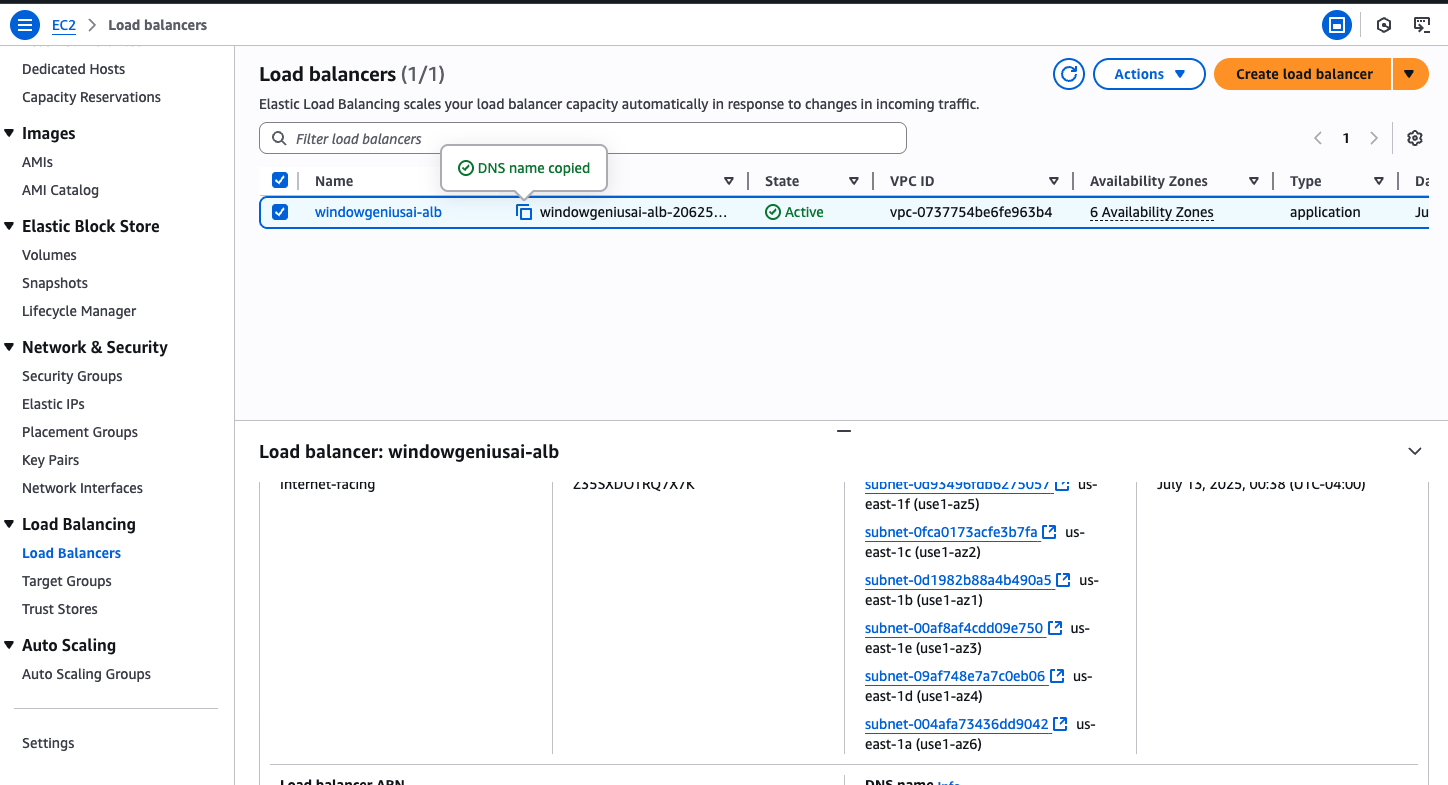 EC2 > Load balancers
Dedicated Hosts
Capacity Reservations
Images
AMIs
AMI Catalog
Elastic Block Store
Volumes
Snapshots
Lifecycle Manager
Network & Security
Security Groups
Elastic IPs
Placement Groups
Key Pairs
Network Interfaces
Load Balancing
Load Balancers
Target Groups
Trust Stores
Auto Scaling
Auto Scaling Groups
Settings
Load balancers (1/1)
Actions
Create load balancer
Elastic Load Balancing scales your load balancer capacity automatically in response to changes in incoming traffic.
Filter load balancers
1
DNS name copied
Name State VPC ID Availability Zones Type Da
windowgeniusai-alb windowgeniusai-alb-20625... Active vpc-0737754be6fe963b4 6 Availability Zones application Ju
Load balancer: windowgeniusai-alb
Internet-facing
Z35SXDOTRQ7X7K
subnet-0d93496fdb6275057 us-
east-1f (use1-az5)
subnet-0fca0173acfe3b7fa us-
east-1c (use1-az2)
subnet-0d1982b88a4b490a5 us-
east-1b (use1-az1)
subnet-00af8af4cdd09e750 us-
east-1e (use1-az3)
subnet-09af748e7a7c0eb06 us-
east-1d (use1-az4)
subnet-004afa73436dd9042 us-
east-1a (use1-az6)
July 13, 2025, 00:38 (UTC-04:00)
Load balancer ARN
DNS name Info